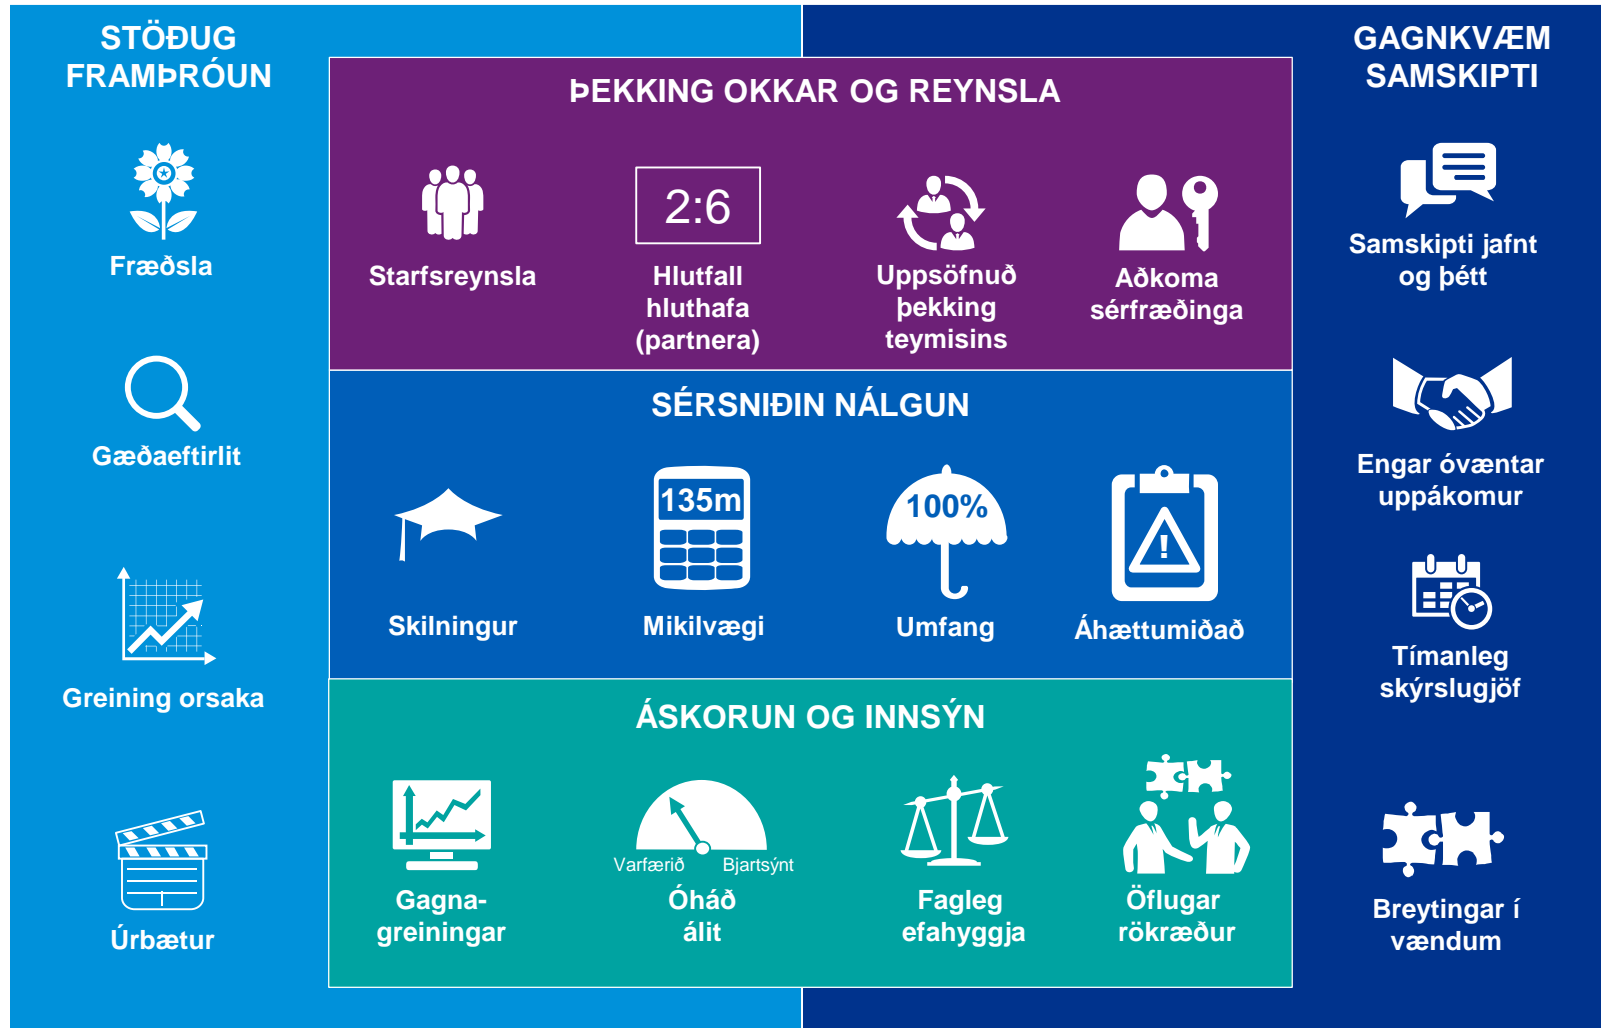 STÖÐUG
FRAMÞRÓUN
Fræðsla
Gæðaeftirlit
Greining orsaka
Úrbætur
ÞEKKING OKKAR OG REYNSLA
Starfsreynsla
2:6
Hlutfall
hluthafa
(partnera)
Uppsöfnuð
þekking
teymisins
Aðkoma
sérfræðinga
SÉRSNIÐIN NÁLGUN
Skilningur
135m
Mikilvægi
100%
Umfang
!
Áhættumiðað
ÁSKORUN OG INNSÝN
Gagna-
greiningar
Varfærið Bjartsýnt
Óháð
álit
Fagleg
efahyggja
Öflugar
rökræður
GAGNKVÆM
SAMSKIPTI
Samskipti jafnt
og þétt
Engar óvæntar
uppákomur
Tímanleg
skýrslugjöf
Breytingar í
vændum